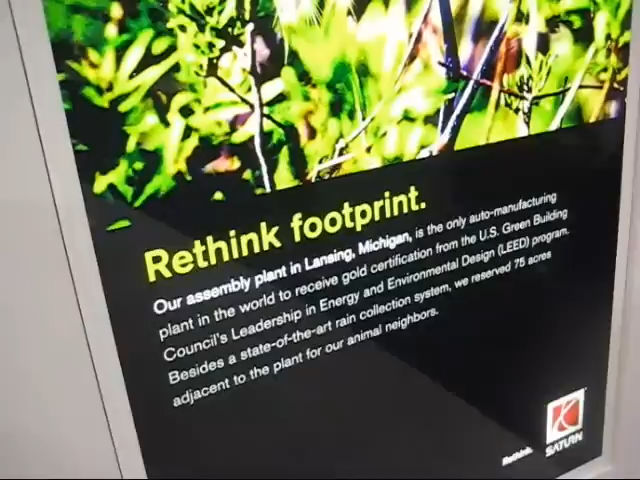 Rethink footprint.
Our assembly plant in Lansing, Michigan, is the only auto-manufacturing
plant in the world to receive gold certification from the U.S. Green Building
Council's Leadership in Energy and Environmental Design (LEED) program.
Besides a state-of-the-art rain collection system, we reserved 75 acres
adjacent to the plant for our animal neighbors.
Rethink.
SATURN